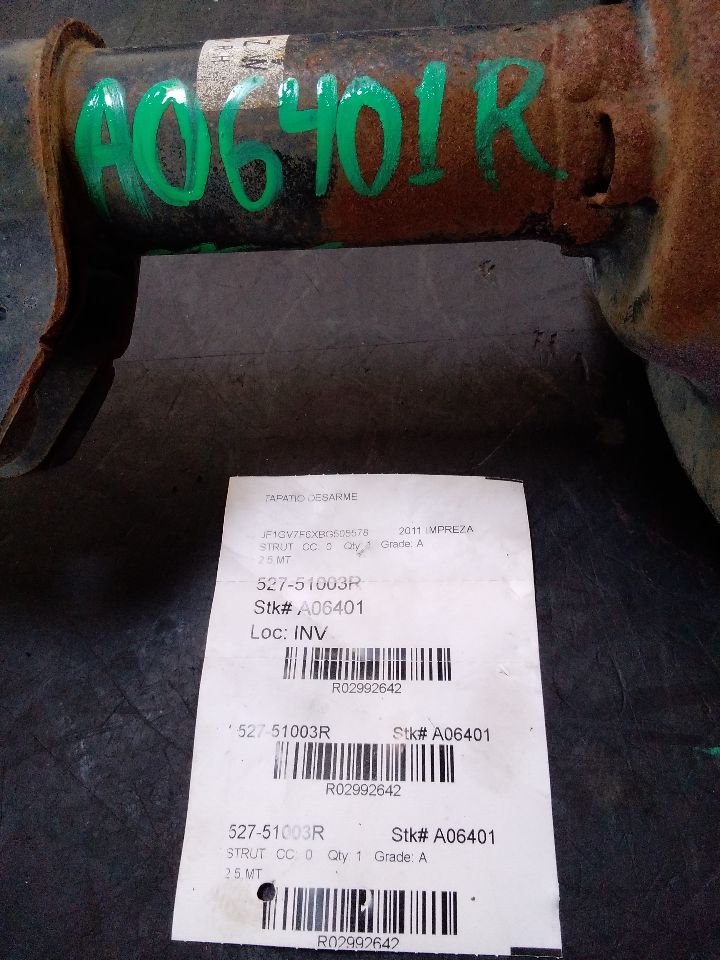 ZW
RH
A06401R
TAPATIO DESARME
JF1GV7F6XBG505578 2011 IMPREZA
STRUT CC: 0 Qty 1 Grade: A
2.5,MT
527-51003R
Stk# A06401
Loc: INV
R02992642
527-51003R Stk# A06401
R02992642
527-51003R Stk# A06401
STRUT CC: 0 Qty: 1 Grade: A
2.5,MT
R02992642